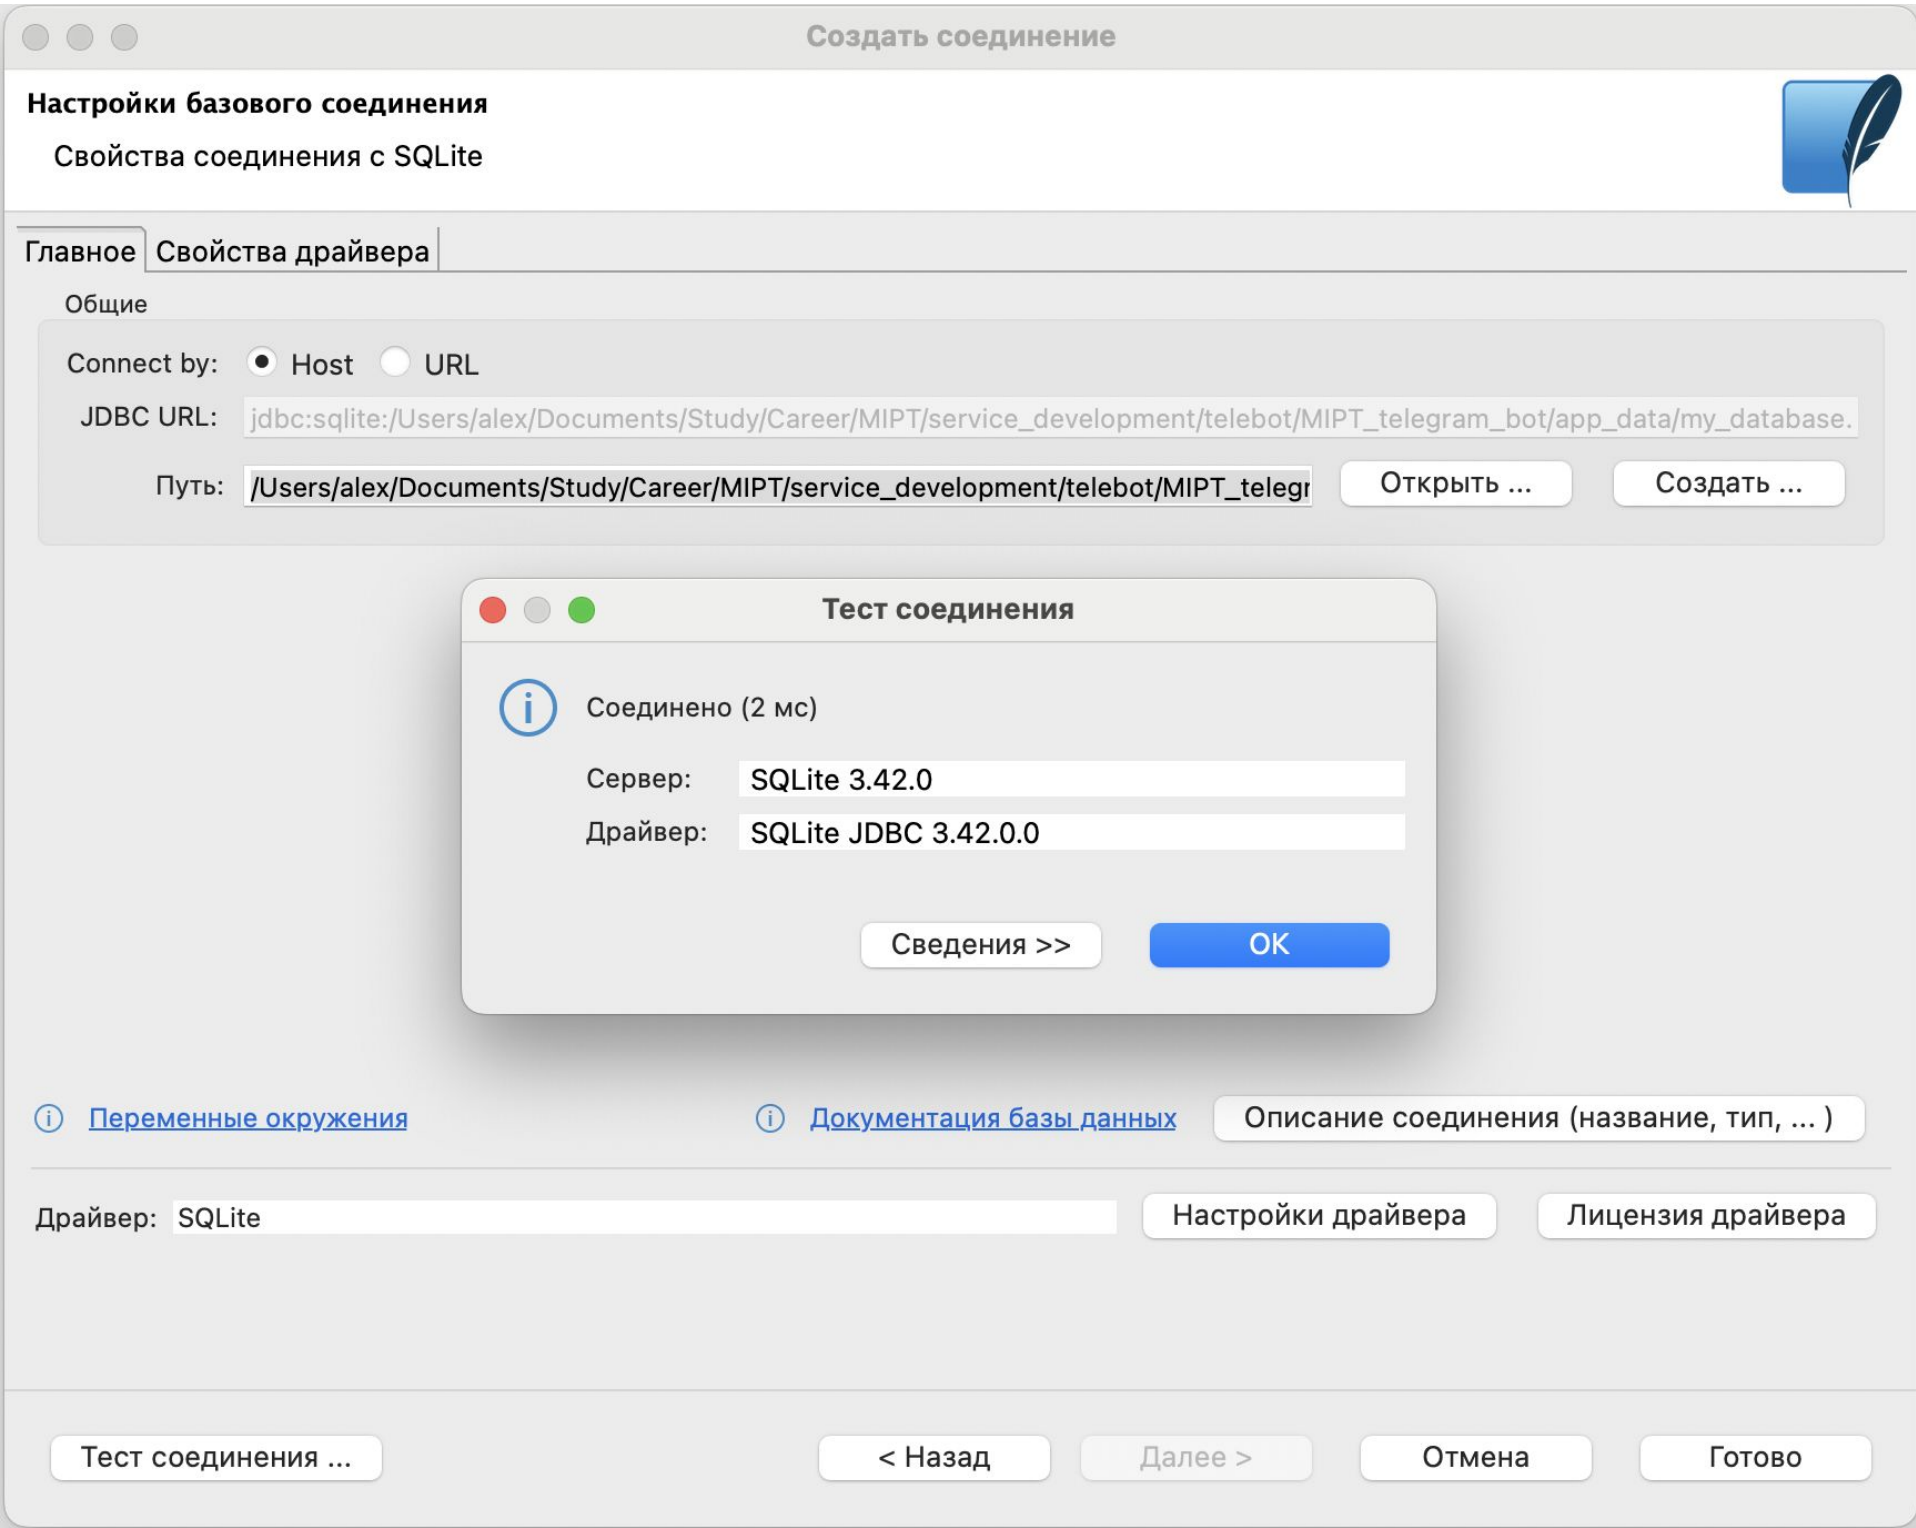 Создать соединение
Настройки базового соединения
Свойства соединения с SQLite
Главное Свойства драйвера
Общие
Connect by: Host URL
JDBC URL: jdbc:sqlite:/Users/alex/Documents/Study/Career/MIPT/service_development/telebot/MIPT_telegram_bot/app_data/my_database.
Путь: /Users/alex/Documents/Study/Career/MIPT/service_development/telebot/MIPT_telegr Открыть ... Создать ...
Тест соединения
Соединено (2 мс)
Сервер: SQLite 3.42.0
Драйвер: SQLite JDBC 3.42.0.0
Сведения >> OK
Переменные окружения Документация базы данных Описание соединения (название, тип, ... )
Драйвер: SQLite Настройки драйвера Лицензия драйвера
Тест соединения ... < Назад Далее > Отмена Готово